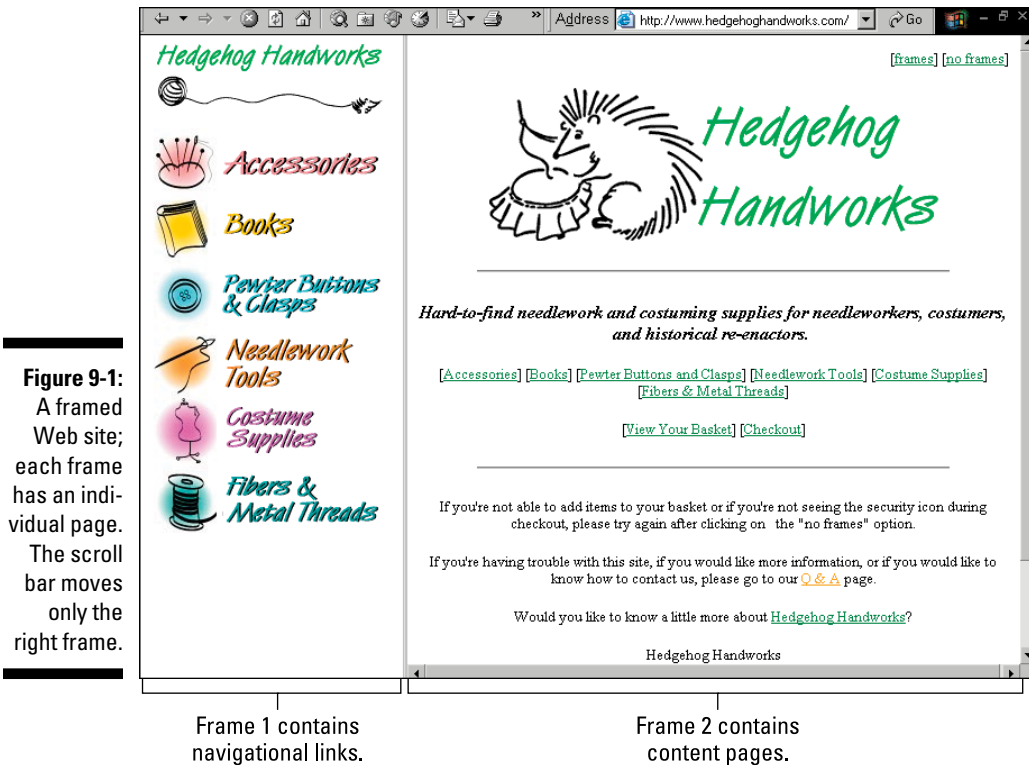 Address http://www.hedgehoghandworks.com/ Go
Hedgehog Handworks
Accessories
Books
Pewter Buttons
& Clasps
Needlework
Tools
Costume
Supplies
Fibers &
Metal Threads
[frames] [no frames]
Hedgehog
Handworks
Hard-to-find needlework and costuming supplies for needleworkers, costumers,
and historical re-enactors.
[Accessories] [Books] [Pewter Buttons and Clasps] [Needlework Tools] [Costume Supplies]
[Fibers & Metal Threads]
[View Your Basket] [Checkout]
If you're not able to add items to your basket or if you're not seeing the security icon during
checkout, please try again after clicking on the "no frames" option.
If you're having trouble with this site, if you would like more information, or if you would like to
know how to contact us, please go to our Q & A page.
Would you like to know a little more about Hedgehog Handworks?
Hedgehog Handworks
Figure 9-1:
A framed
Web site;
each frame
has an indi-
vidual page.
The scroll
bar moves
only the
right frame.
Frame 1 contains
navigational links.
Frame 2 contains
content pages.